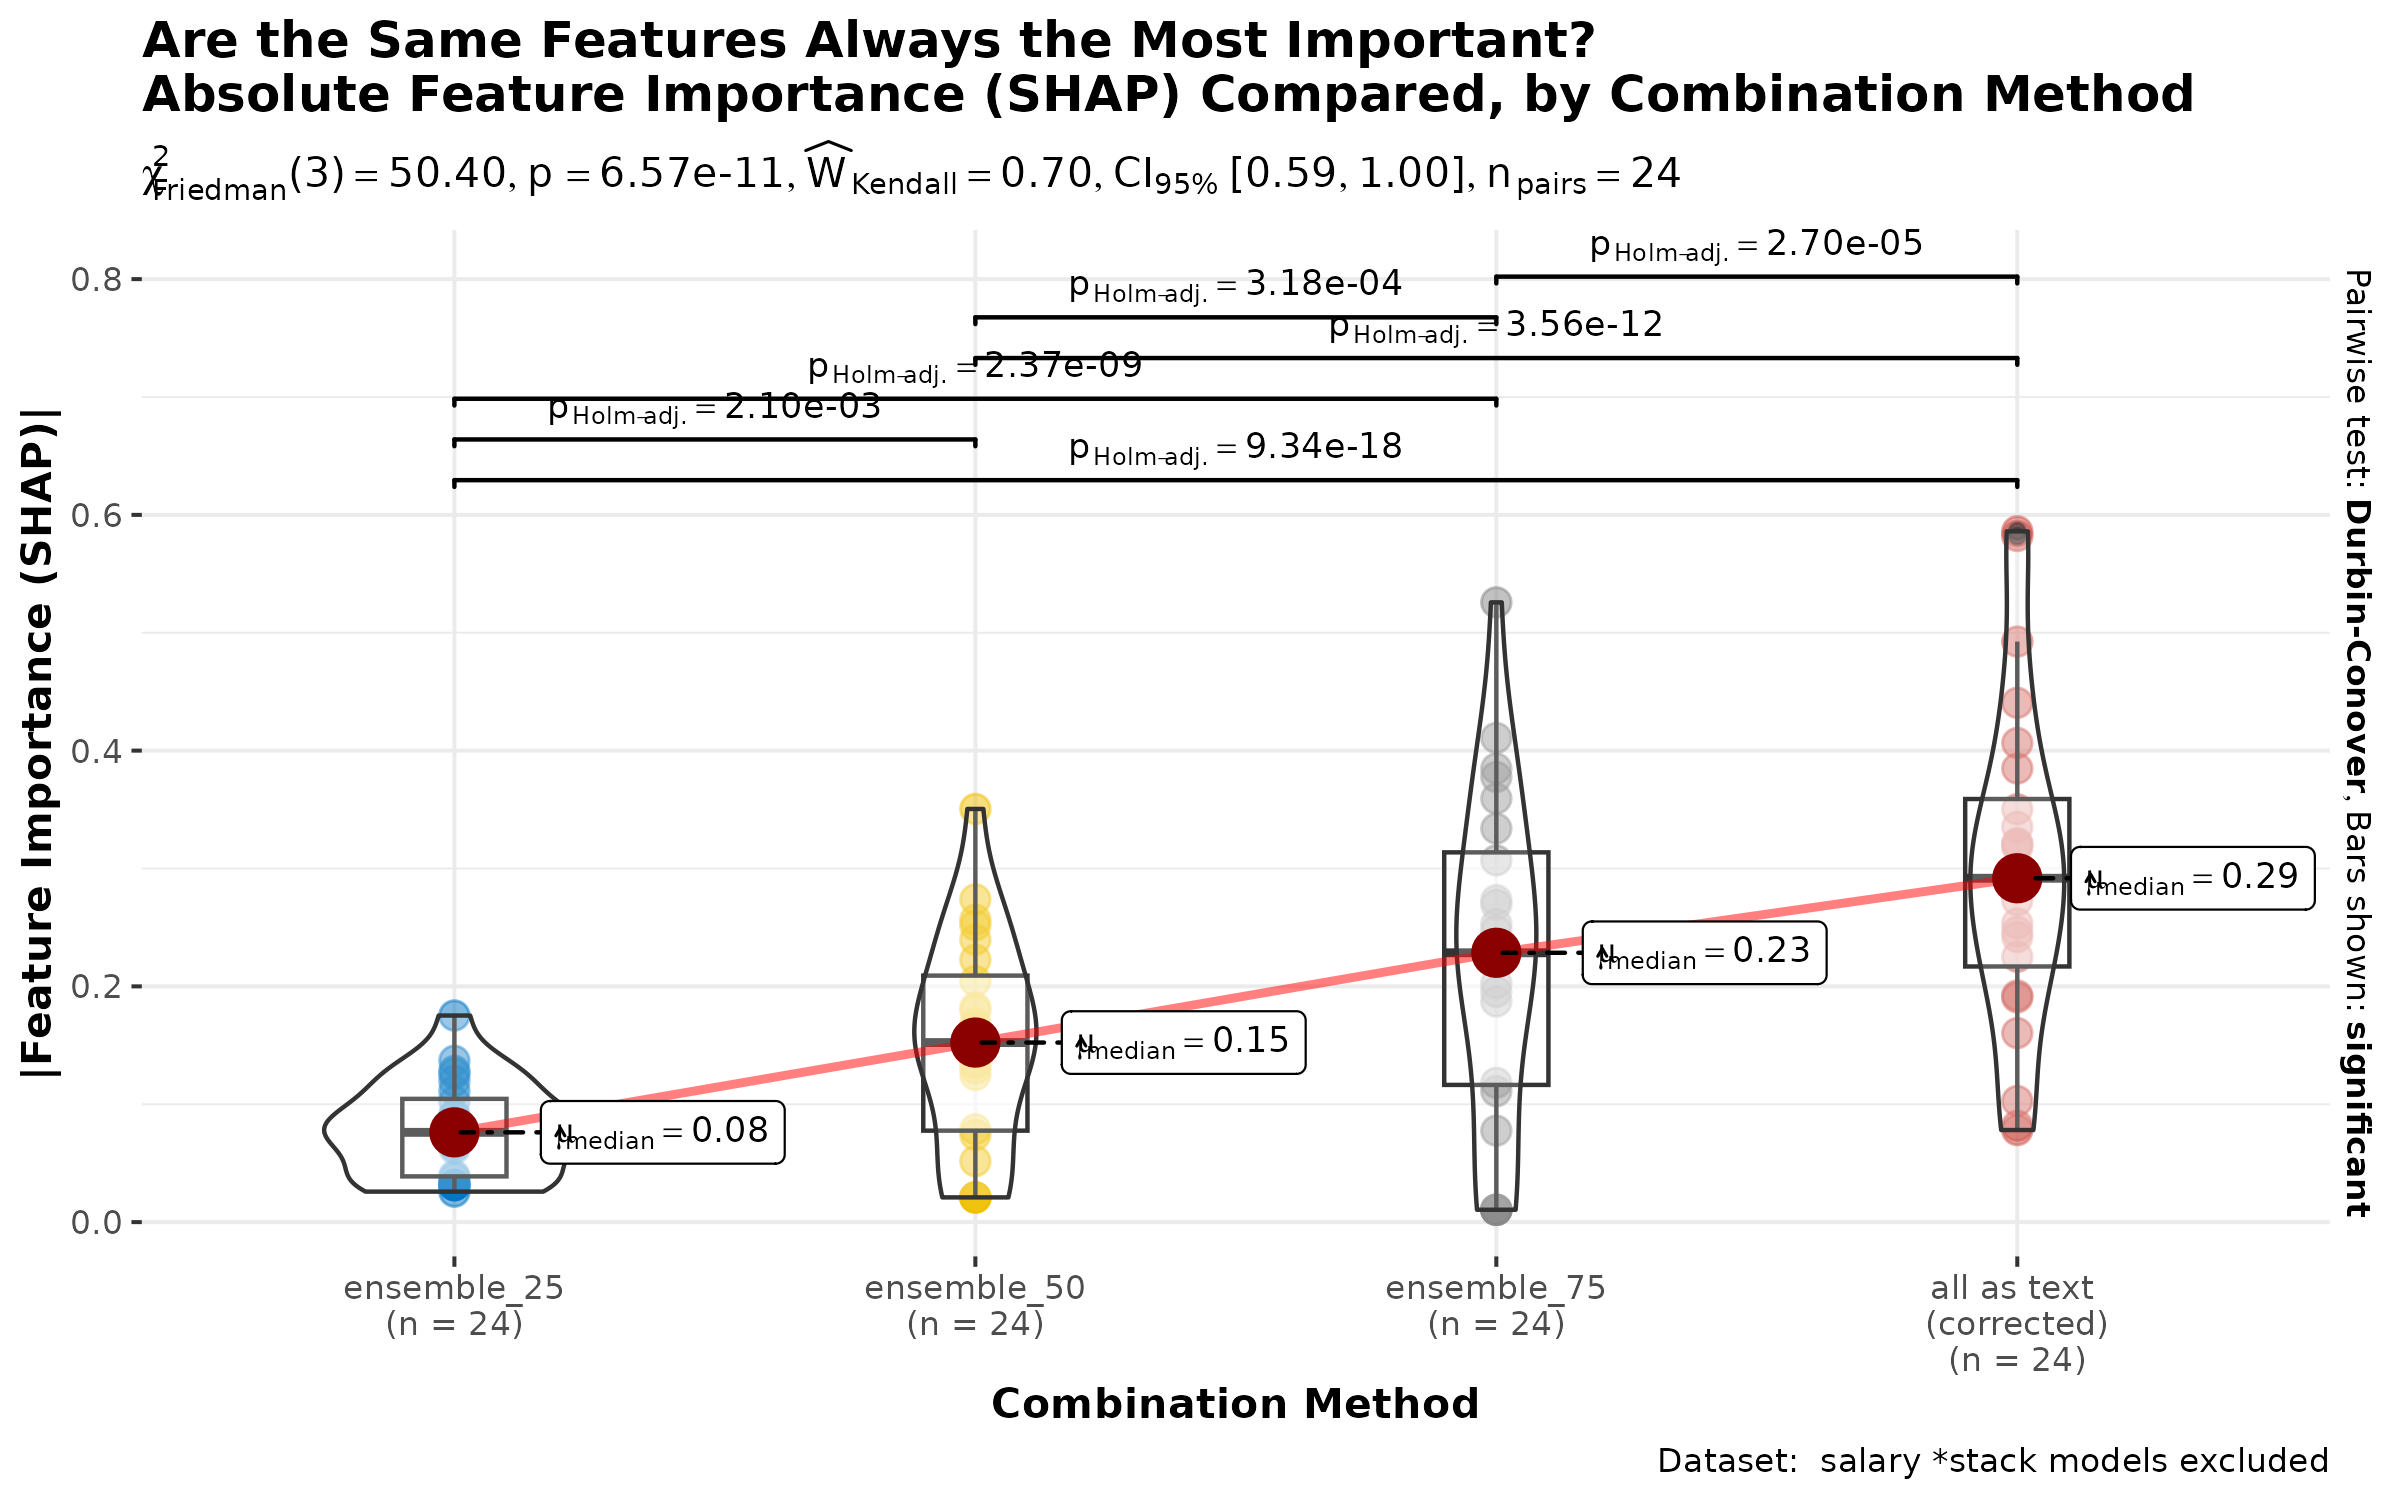 Are the Same Features Always the Most Important?
Absolute Feature Importance (SHAP) Compared, by Combination Method
χ²Friedman(3) = 50.40, p = 6.57e-11, ŴKendall = 0.70, CI95% [0.59, 1.00], npairs = 24
pHolm-adj. = 2.70e-05
pHolm-adj. = 3.18e-04
pHolm-adj. = 3.56e-12
pHolm-adj. = 2.37e-09
pHolm-adj. = 2.10e-03
pHolm-adj. = 9.34e-18
|Feature Importance (SHAP)|
0.8
0.6
0.4
0.2
0.0
μ̂median = 0.08
μ̂median = 0.15
μ̂median = 0.23
μ̂median = 0.29
Pairwise test: Durbin-Conover, Bars shown: significant
ensemble_25
(n = 24)
ensemble_50
(n = 24)
ensemble_75
(n = 24)
all as text
(corrected)
(n = 24)
Combination Method
Dataset:  salary *stack models excluded